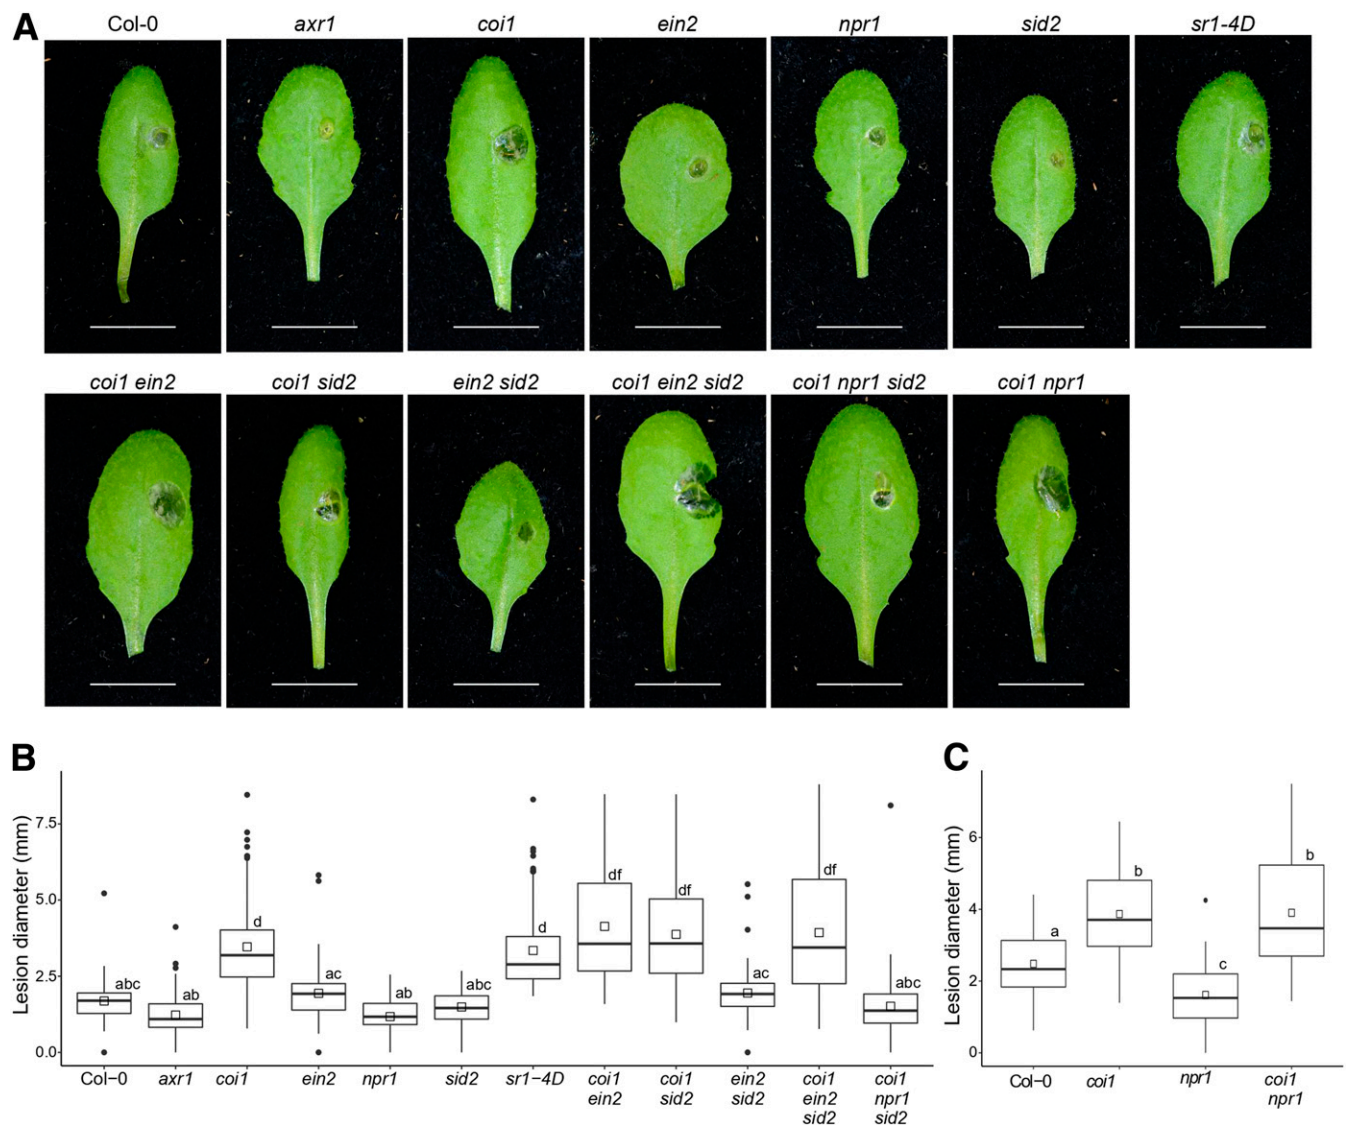 A
Col-0 axr1 coi1 ein2 npr1 sid2 sr1-4D
coi1 ein2 coi1 sid2 ein2 sid2 coi1 ein2 sid2 coi1 npr1 sid2 coi1 npr1
B
Lesion diameter (mm)
7.5
5.0
2.5
0.0
abc ab d ac ab abc d df df ac df abc
Col-0 axr1 coi1 ein2 npr1 sid2 sr1-4D coi1 coi1 ein2 coi1 coi1
ein2 sid2 sid2 ein2 npr1
sid2 sid2
C
Lesion diameter (mm)
6
4
2
0
a b c b
Col-0 coi1 npr1 coi1
npr1